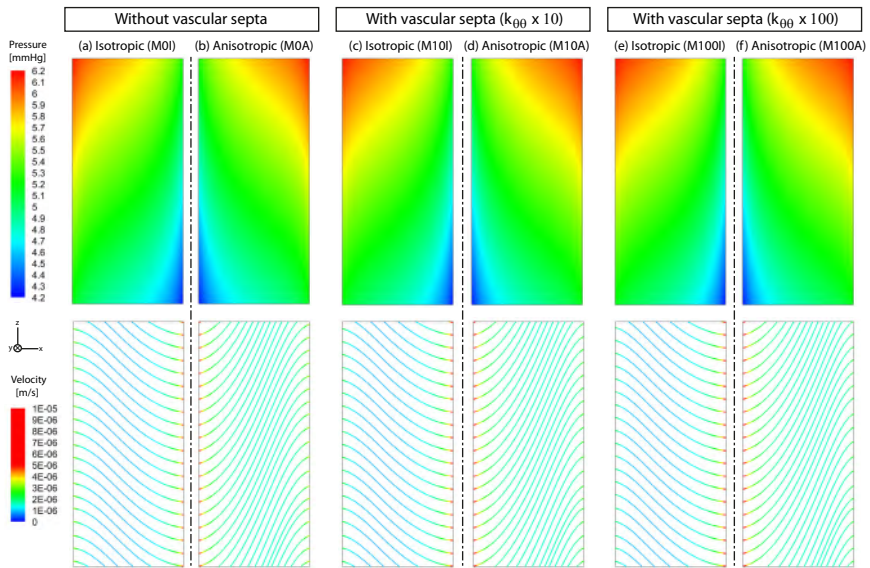 Without vascular septa
With vascular septa (kθθ x 10)
With vascular septa (kθθ x 100)
Pressure
[mmHg]
(a) Isotropic (M0I)
(b) Anisotropic (M0A)
(c) Isotropic (M10I)
(d) Anisotropic (M10A)
(e) Isotropic (M100I)
(f) Anisotropic (M100A)
6.2
6.1
6
5.9
5.8
5.7
5.5
5.4
5.3
5.2
5.1
5
4.9
4.8
4.7
4.6
4.5
4.4
4.3
4.2
z
y
x
Velocity
[m/s]
1E-05
9E-06
8E-06
7E-06
6E-06
5E-06
4E-06
3E-06
2E-06
1E-06
0